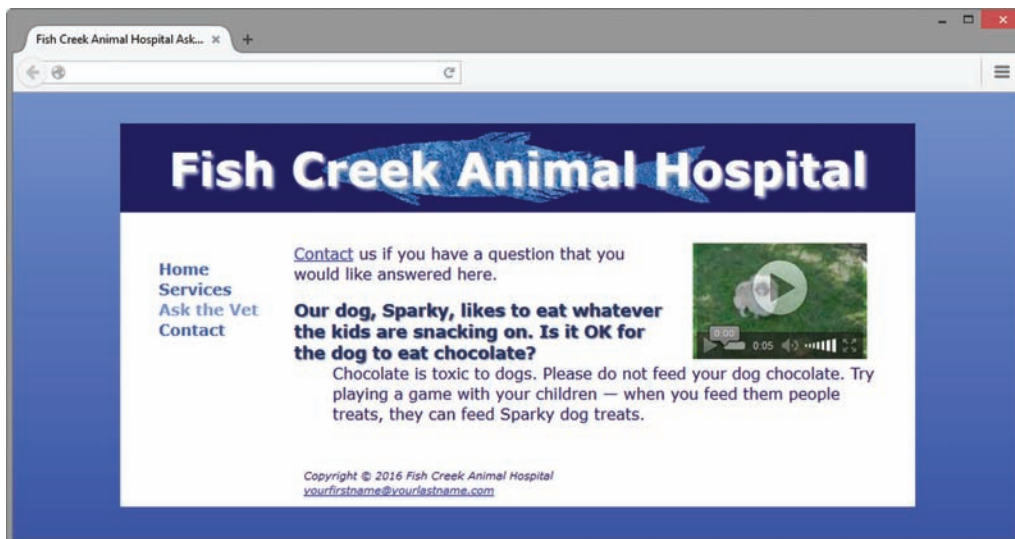 Fish Creek Animal Hospital Ask...
Fish Creek Animal Hospital
Home
Services
Ask the Vet
Contact
Contact us if you have a question that you
would like answered here.
Our dog, Sparky, likes to eat whatever
the kids are snacking on. Is it OK for
the dog to eat chocolate?
0:00
0:05
Chocolate is toxic to dogs. Please do not feed your dog chocolate. Try
playing a game with your children — when you feed them people
treats, they can feed Sparky dog treats.
Copyright © 2016 Fish Creek Animal Hospital
yourfirstname@yourlastname.com